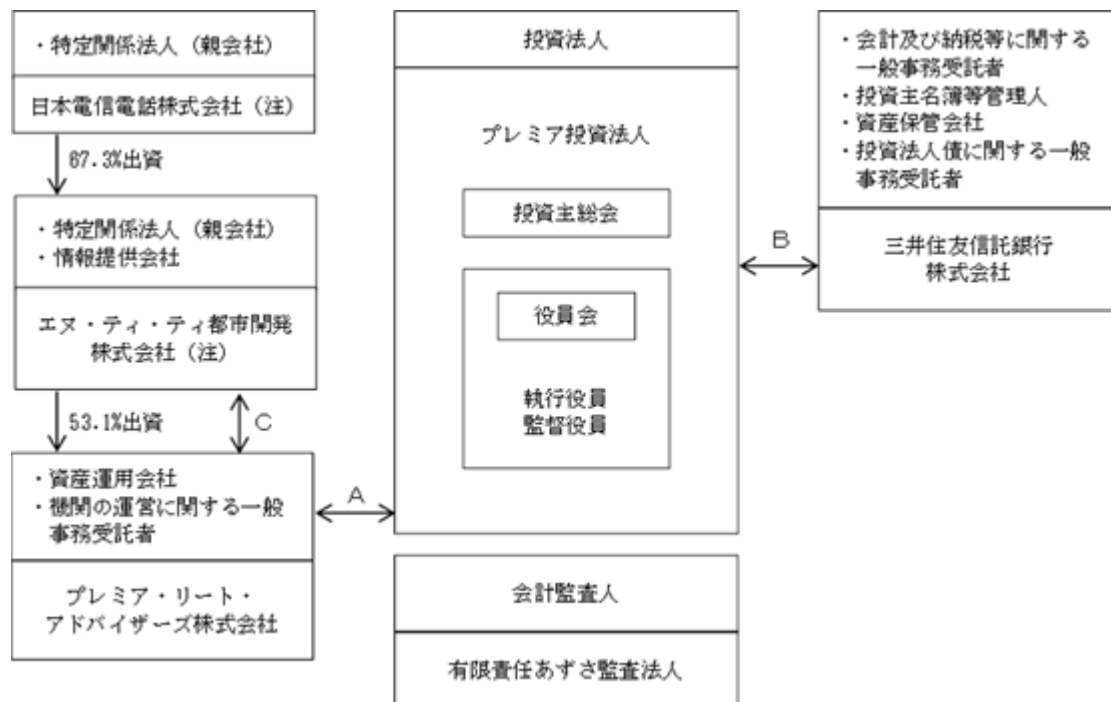 ・特定関係法人（親会社）
日本電信電話株式会社（注）
67.3%出資
・特定関係法人（親会社）
・情報提供会社
エヌ・ティ・ティ都市開発
株式会社（注）
53.1%出資
C
・資産運用会社
・機関の運営に関する一般
事務受託者
プレミア・リート・
アドバイザーズ株式会社
A
投資法人
プレミア投資法人
投資主総会
役員会
執行役員
監督役員
会計監査人
有限責任あずさ監査法人
B
・会計及び納税等に関する
一般事務受託者
・投資主名簿等管理人
・資産保管会社
・投資法人債に関する一般
事務受託者
三井住友信託銀行
株式会社